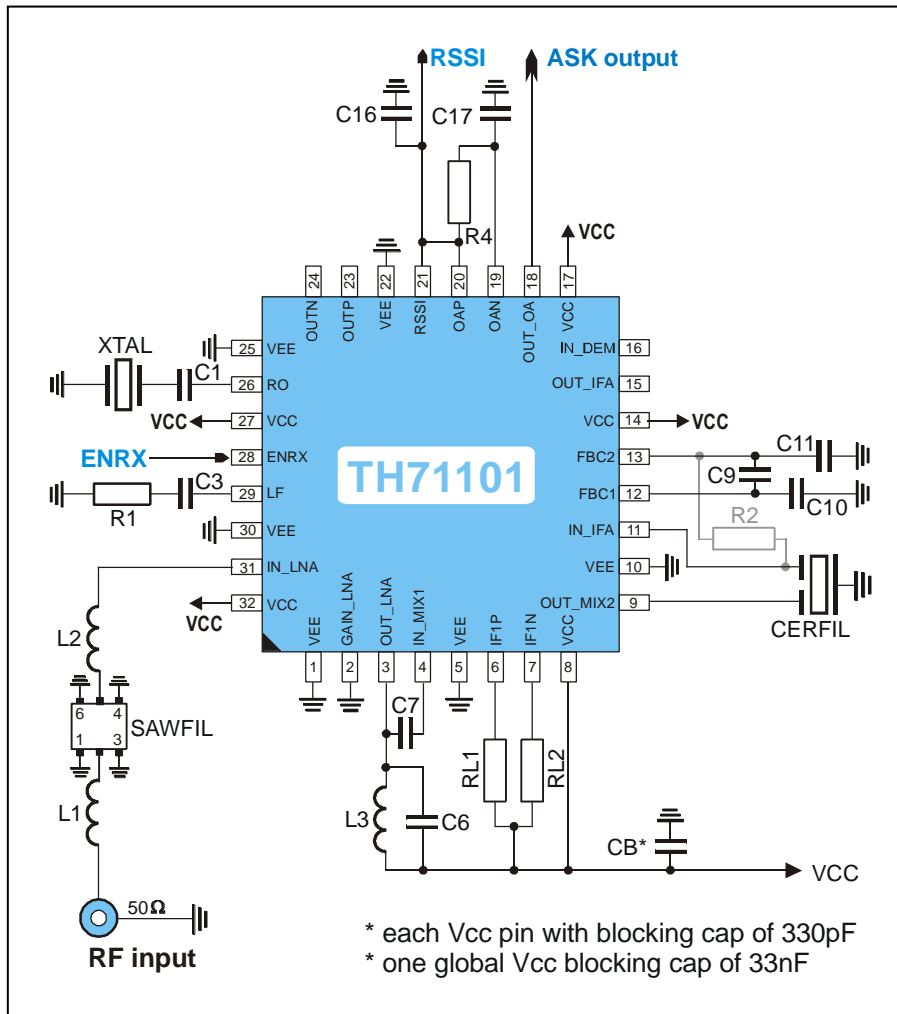 RSSI
ASK output
C16
C17
R4
VCC
24
23
22
21
20
19
18
17
OUTN
OUTP
VEE
RSSI
OAP
OAN
OUT_OA
VCC
XTAL
C1
25
VEE
IN_DEM
16
26
RO
OUT_IFA
15
VCC
27
VCC
VCC
14
VCC
ENRX
28
ENRX
FBC2
13
C11
C9
TH71101
C3
R1
29
LF
FBC1
12
C10
30
VEE
IN_IFA
11
R2
31
IN_LNA
VEE
10
VCC
32
VCC
OUT_MIX2
9
CERFIL
VEE
GAIN_LNA
OUT_LNA
IN_MIX1
VEE
IF1P
IF1N
VCC
1
2
3
4
5
6
7
8
L2
6
4
1
3
SAWFIL
C7
RL1
RL2
L1
L3
C6
CB*
VCC
50Ω
RF input
* each Vcc pin with blocking cap of 330pF
* one global Vcc blocking cap of 33nF